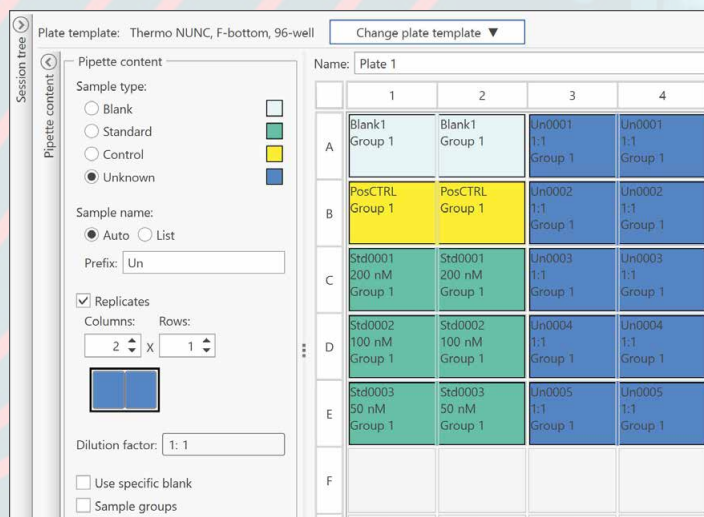 Session tree
Plate template: Thermo NUNC, F-bottom, 96-well Change plate template ▼
Pipette content
Pipette content
Sample type:
Blank
Standard
Control
Unknown
Sample name:
Auto List
Prefix: Un
Replicates
Columns: Rows:
2 x 1
Dilution factor: 1: 1
Use specific blank
Sample groups
Name: Plate 1
1 2 3 4
A
Blank1 Blank1 Un0001 Un0001
Group 1 Group 1 1:1 1:1
Group 1 Group 1
B
PosCTRL PosCTRL Un0002 Un0002
Group 1 Group 1 1:1 1:1
Group 1 Group 1
C
Std0001 Std0001 Un0003 Un0003
200 nM 200 nM 1:1 1:1
Group 1 Group 1 Group 1 Group 1
D
Std0002 Std0002 Un0004 Un0004
100 nM 100 nM 1:1 1:1
Group 1 Group 1 Group 1 Group 1
E
Std0003 Std0003 Un0005 Un0005
50 nM 50 nM 1:1 1:1
Group 1 Group 1 Group 1 Group 1
F